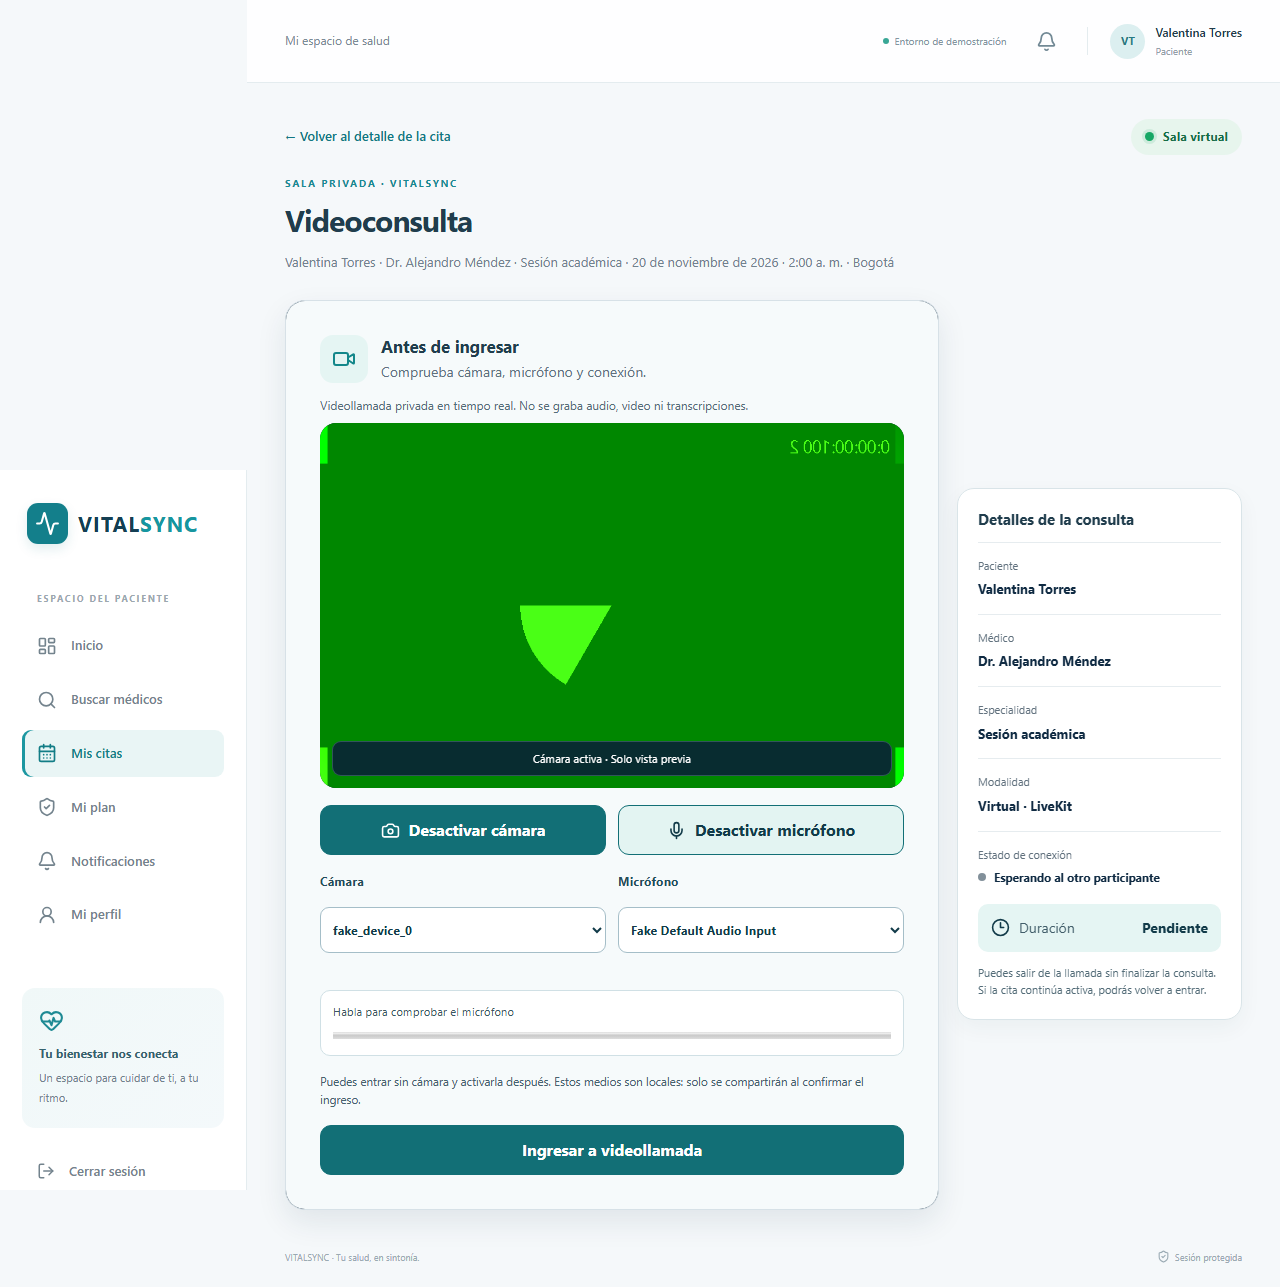 Mi espacio de salud
Entorno de demostración
VT
Valentina Torres
Paciente
← Volver al detalle de la cita
Sala virtual
SALA PRIVADA · VITALSYNC
Videoconsulta
Valentina Torres · Dr. Alejandro Méndez · Sesión académica · 20 de noviembre de 2026 · 2:00 a. m. · Bogotá
Antes de ingresar
Comprueba cámara, micrófono y conexión.
Videollamada privada en tiempo real. No se graba audio, video ni transcripciones.
0:00:00:100 2
Cámara activa · Solo vista previa
Desactivar cámara
Desactivar micrófono
Cámara
Micrófono
fake_device_0
Fake Default Audio Input
Habla para comprobar el micrófono
Puedes entrar sin cámara y activarla después. Estos medios son locales: solo se compartirán al confirmar el
ingreso.
Ingresar a videollamada
Detalles de la consulta
Paciente
Valentina Torres
Médico
Dr. Alejandro Méndez
Especialidad
Sesión académica
Modalidad
Virtual · LiveKit
Estado de conexión
Esperando al otro participante
Duración
Pendiente
Puedes salir de la llamada sin finalizar la consulta.
Si la cita continúa activa, podrás volver a entrar.
VITALSYNC
ESPACIO DEL PACIENTE
Inicio
Buscar médicos
Mis citas
Mi plan
Notificaciones
Mi perfil
Tu bienestar nos conecta
Un espacio para cuidar de ti, a tu
ritmo.
Cerrar sesión
VITALSYNC · Tu salud, en sintonía.
Sesión protegida